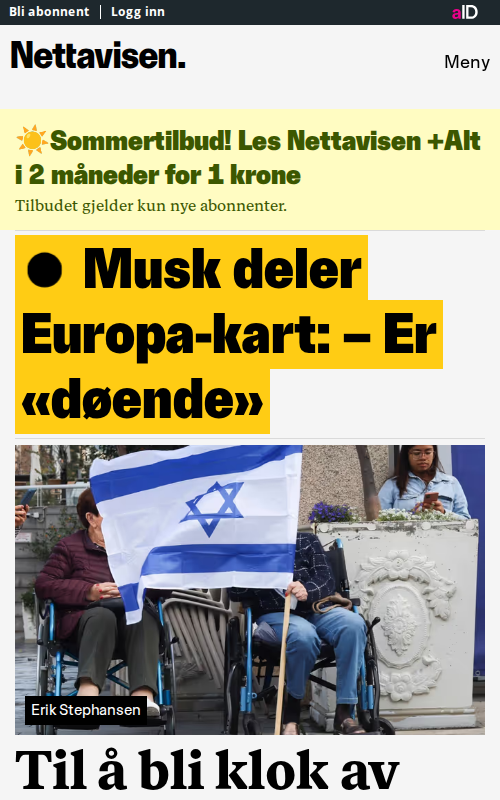 Bli abonnent
Logg inn
aID
Nettavisen.
Meny
☀️Sommertilbud! Les Nettavisen +Alt
i 2 måneder for 1 krone
Tilbudet gjelder kun nye abonnenter.
● Musk deler
Europa-kart: – Er
«døende»
Erik Stephansen
Til å bli klok av